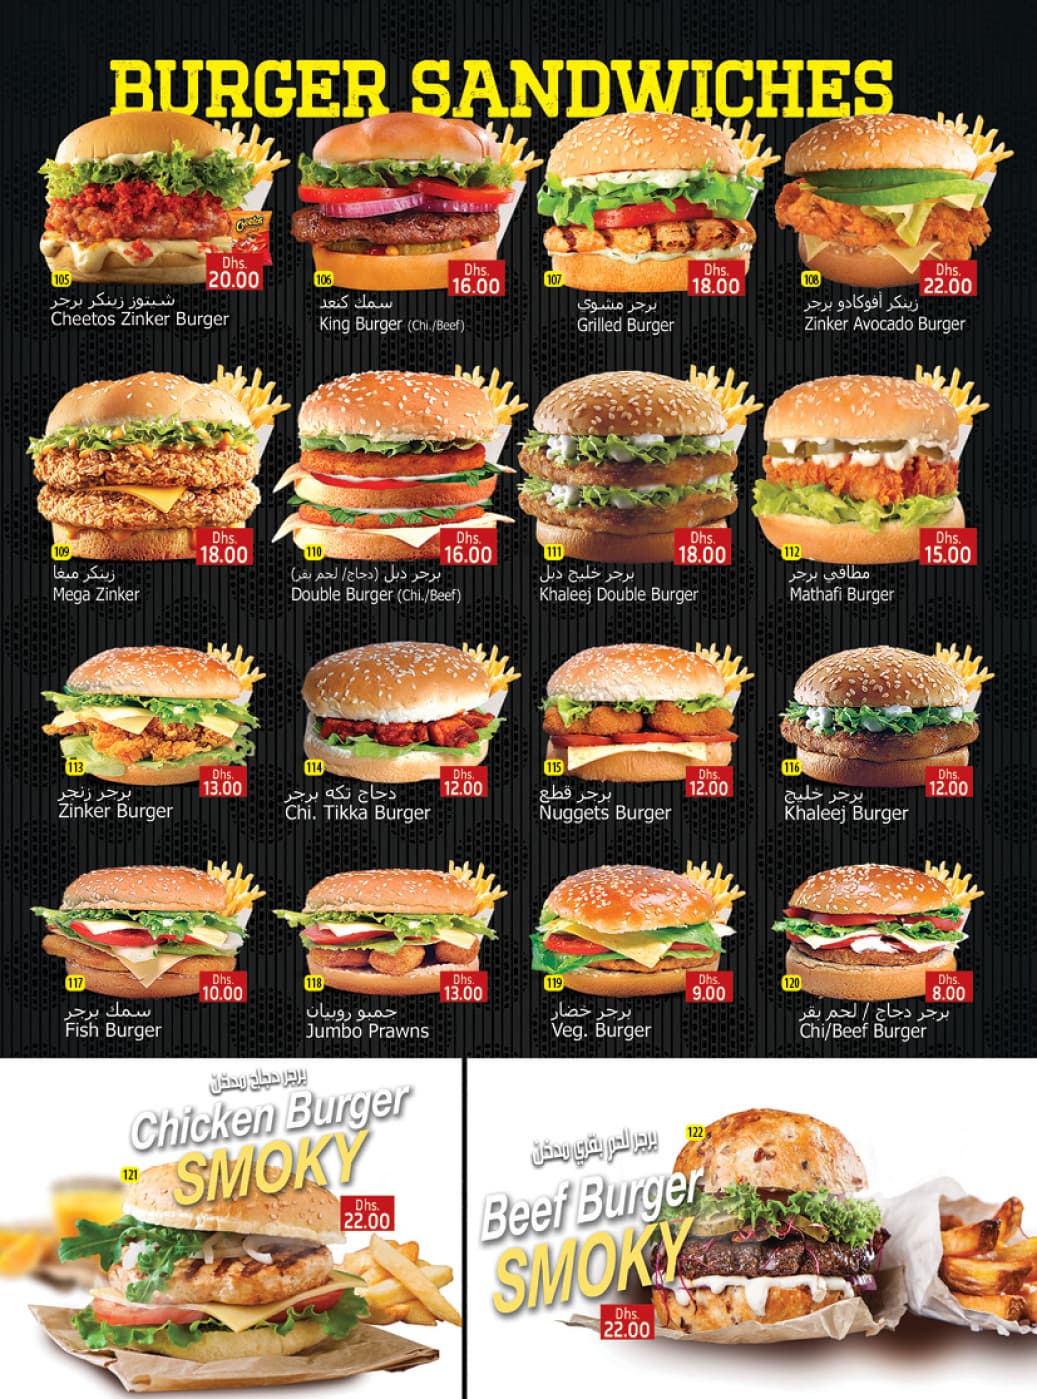 BURGER SANDWICHES
Cheetos
Dhs.
20.00
105
شيتوز زينكر برجر
Cheetos Zinker Burger
Dhs.
16.00
106
سمك كنعد
King Burger (Chi./Beef)
Dhs.
18.00
107
برجر مشوي
Grilled Burger
Dhs.
22.00
108
زينكر أفوكادو برجر
Zinker Avocado Burger
Dhs.
18.00
109
زينكر ميغا
Mega Zinker
Dhs.
16.00
110
برجر دبل (دجاج/ لحم بقر)
Double Burger (Chi./Beef)
Dhs.
18.00
111
برجر خليج دبل
Khaleej Double Burger
Dhs.
15.00
112
مطافي برجر
Mathafi Burger
113
Dhs.
13.00
برجر زنجر
Zinker Burger
114
Dhs.
12.00
دجاج تكه برجر
Chi. Tikka Burger
115
Dhs.
12.00
برجر قطع
Nuggets Burger
116
Dhs.
12.00
برجر خليج
Khaleej Burger
117
Dhs.
10.00
سمك برجر
Fish Burger
118
Dhs.
13.00
جمبو روبيان
Jumbo Prawns
119
Dhs.
9.00
برجر خضار
Veg. Burger
120
Dhs.
8.00
برجر دجاج / لحم بقر
Chi/Beef Burger
برجر دجاج مدخن
Chicken Burger
SMOKY
121
Dhs.
22.00
122
برجر لحم بقري مدخن
Beef Burger
SMOKY
Dhs.
22.00